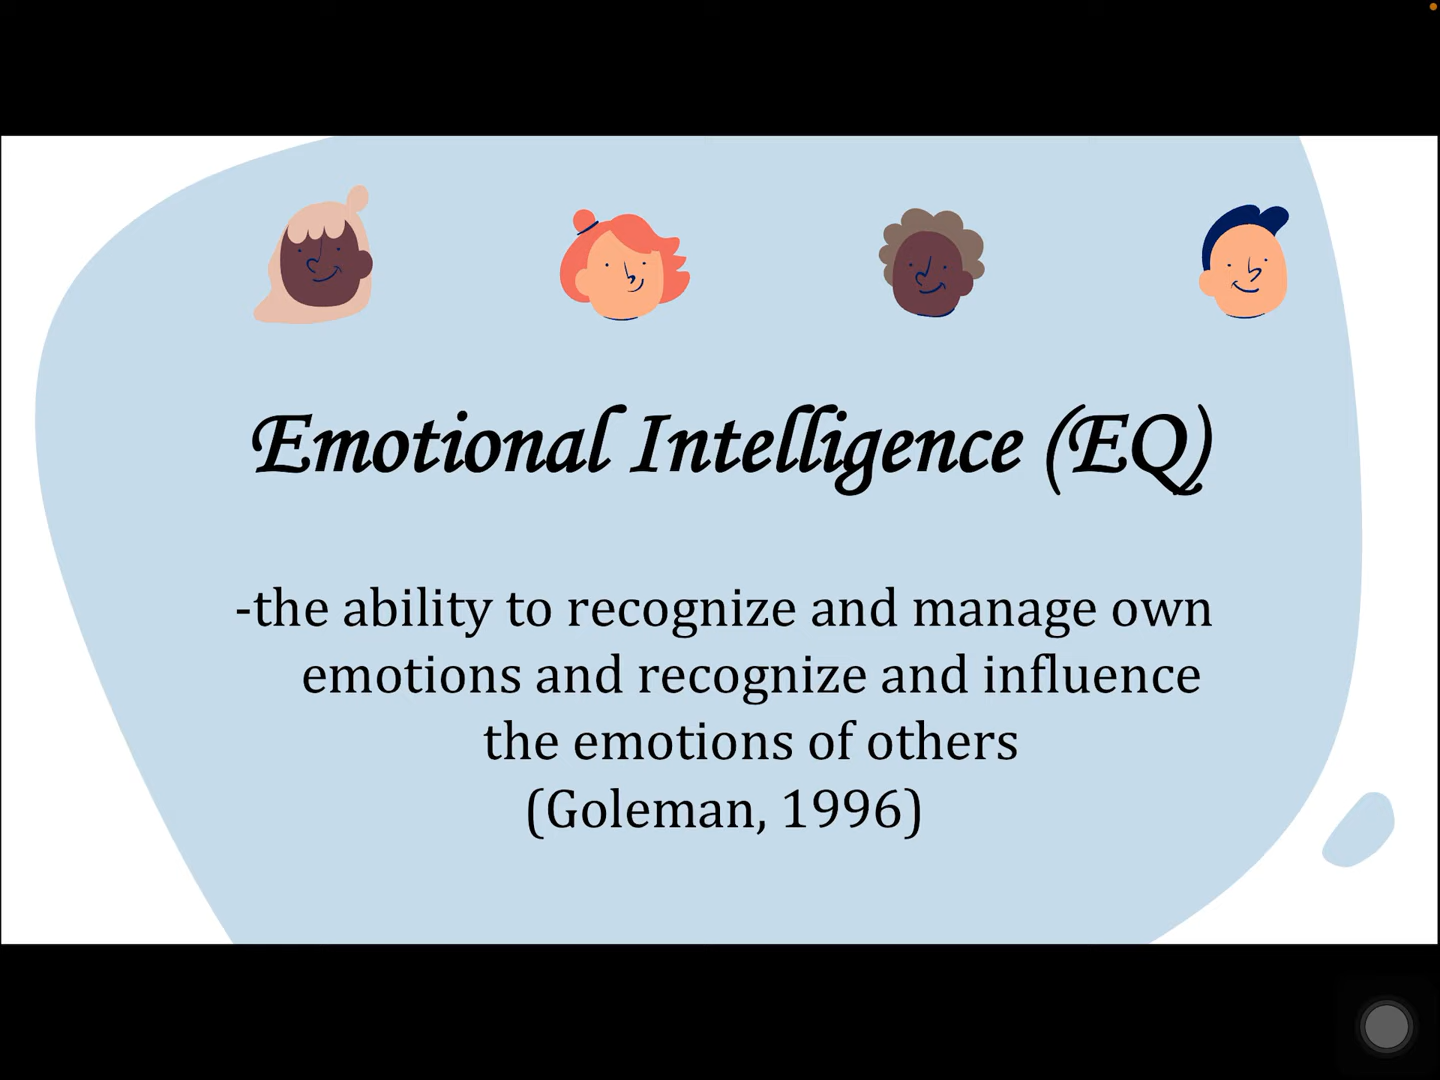 Emotional Intelligence (EQ)
-the ability to recognize and manage own
emotions and recognize and influence
the emotions of others
(Goleman, 1996)